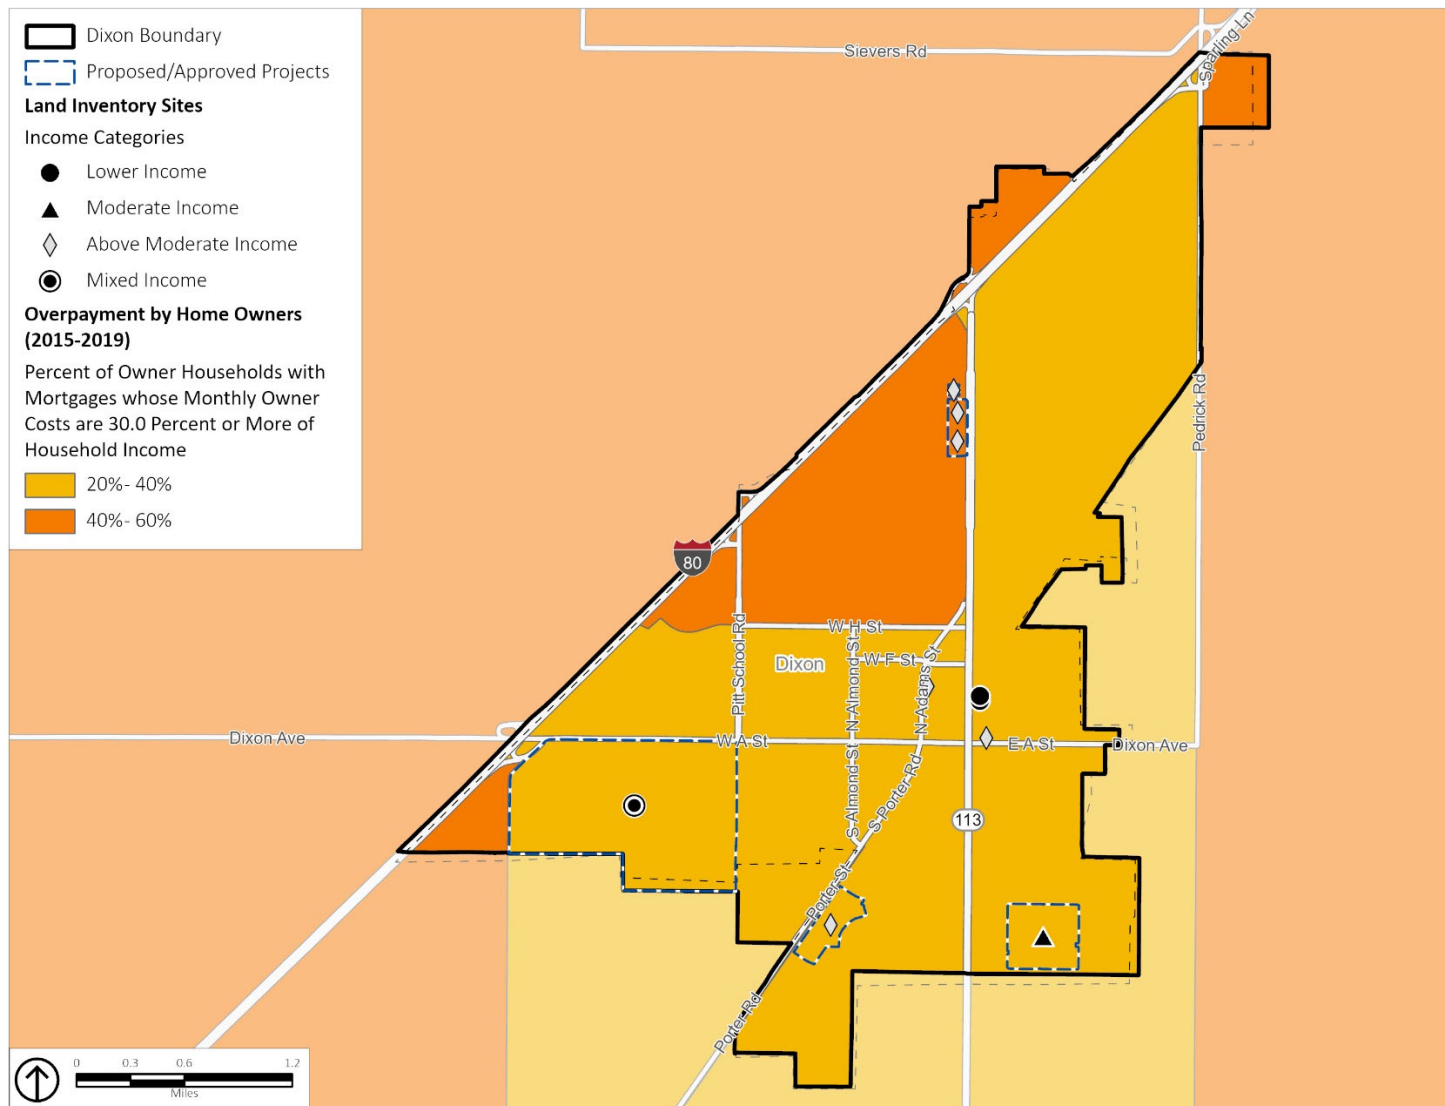 Dixon Boundary
Proposed/Approved Projects
Land Inventory Sites
Income Categories
Lower Income
Moderate Income
Above Moderate Income
Mixed Income
Overpayment by Home Owners
(2015-2019)
Percent of Owner Households with
Mortgages whose Monthly Owner
Costs are 30.0 Percent or More of
Household Income
20%- 40%
40%- 60%
Sievers Rd
Sparling Ln
Pedrick Rd
80
Pitt School Rd
W H St
W F St
Dixon
N Almond St
N Adams St
Dixon Ave
W A St
E A St
Dixon Ave
S Almond St
S Porter Rd
113
Porter St
Porter Rd
0 0.3 0.6 1.2
Miles